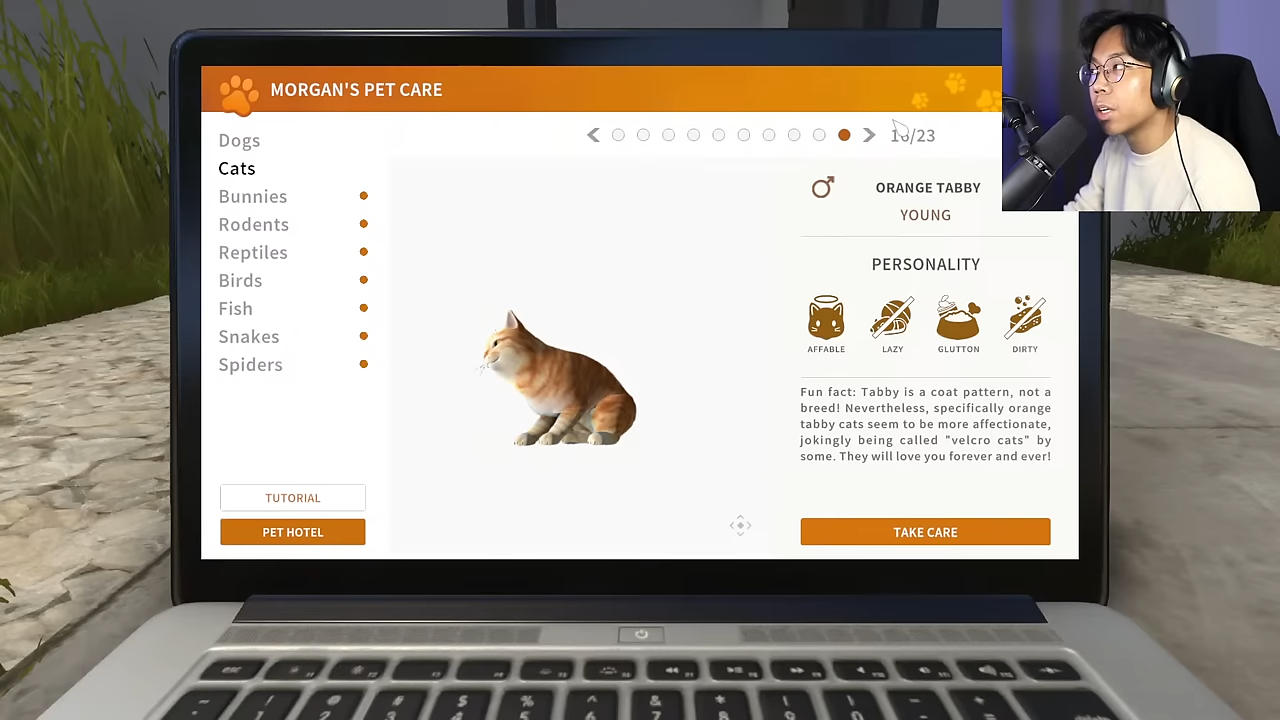 MORGAN'S PET CARE
Dogs
Cats
Bunnies
Rodents
Reptiles
Birds
Fish
Snakes
Spiders
TUTORIAL
PET HOTEL
/23
ORANGE TABBY
YOUNG
PERSONALITY
AFFABLE
LAZY
GLUTTON
DIRTY
Fun fact: Tabby is a coat pattern, not a
breed! Nevertheless, specifically orange
tabby cats seem to be more affectionate,
jokingly being called "velcro cats" by
some. They will love you forever and ever!
TAKE CARE
esc